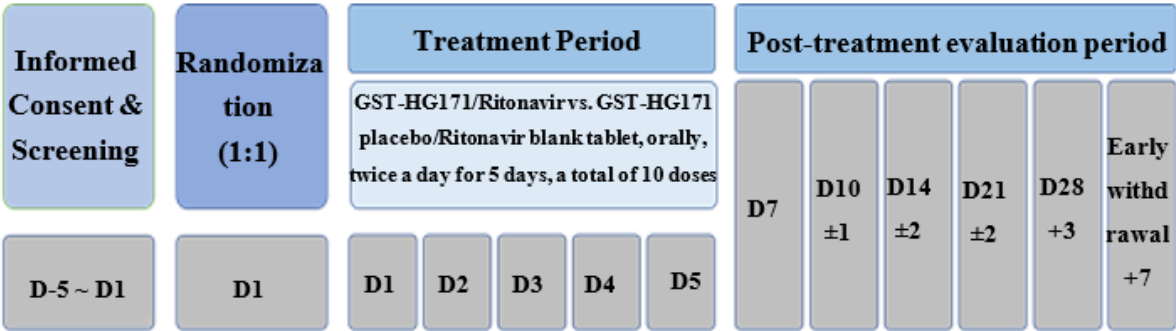 Informed
Consent &
Screening
Randomiza
tion
(1:1)
Treatment Period
GST-HG171/Ritonavir vs. GST-HG171
placebo/Ritonavir blank tablet, orally,
twice a day for 5 days, a total of 10 doses
Post-treatment evaluation period
D-5 ~ D1
D1
D1
D2
D3
D4
D5
D7
D10
±1
D14
±2
D21
±2
D28
+3
Early
withd
rawal
+7